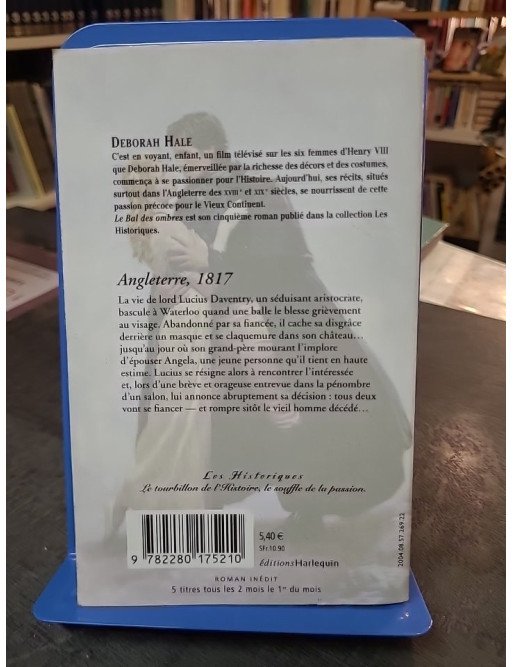 DEBORAH HALE
C'est en voyant, enfant, un film télévisé sur les six femmes d'Henry VIII
que Deborah Hale, émerveillée par la richesse des décors et des costumes,
commença à se passionner pour l'Histoire. Aujourd'hui, ses récits, situés
surtout dans l'Angleterre des XVIIIe et XIXe siècles, se nourrissent de cette
passion précoce pour le Vieux Continent.
Le Bal des ombres est son cinquième roman publié dans la collection Les
Historiques.
Angleterre, 1817
La vie de lord Lucius Daventry, un séduisant aristocrate,
bascule à Waterloo quand une balle le blesse grièvement
au visage. Abandonné par sa fiancée, il cache sa disgrâce
derrière un masque et se claquemure dans son château…
jusqu'au jour où son grand-père mourant l'implore
d'épouser Angela, une jeune personne qu'il tient en haute
estime. Lucius se résigne alors à rencontrer l'intéressée
et, lors d'une brève et orageuse entrevue dans la pénombre
d'un salon, lui annonce abruptement sa décision : tous deux
vont se fiancer — et rompre sitôt le vieil homme décédé…
Les Historiques
Le tourbillon de l'Histoire, le souffle de la passion.
5,40 €
SFr.10.90
9 782280 175210
éditions Harlequin
ROMAN INÉDIT
5 titres tous les 2 mois le 1er du mois
2004.08.57.269.22